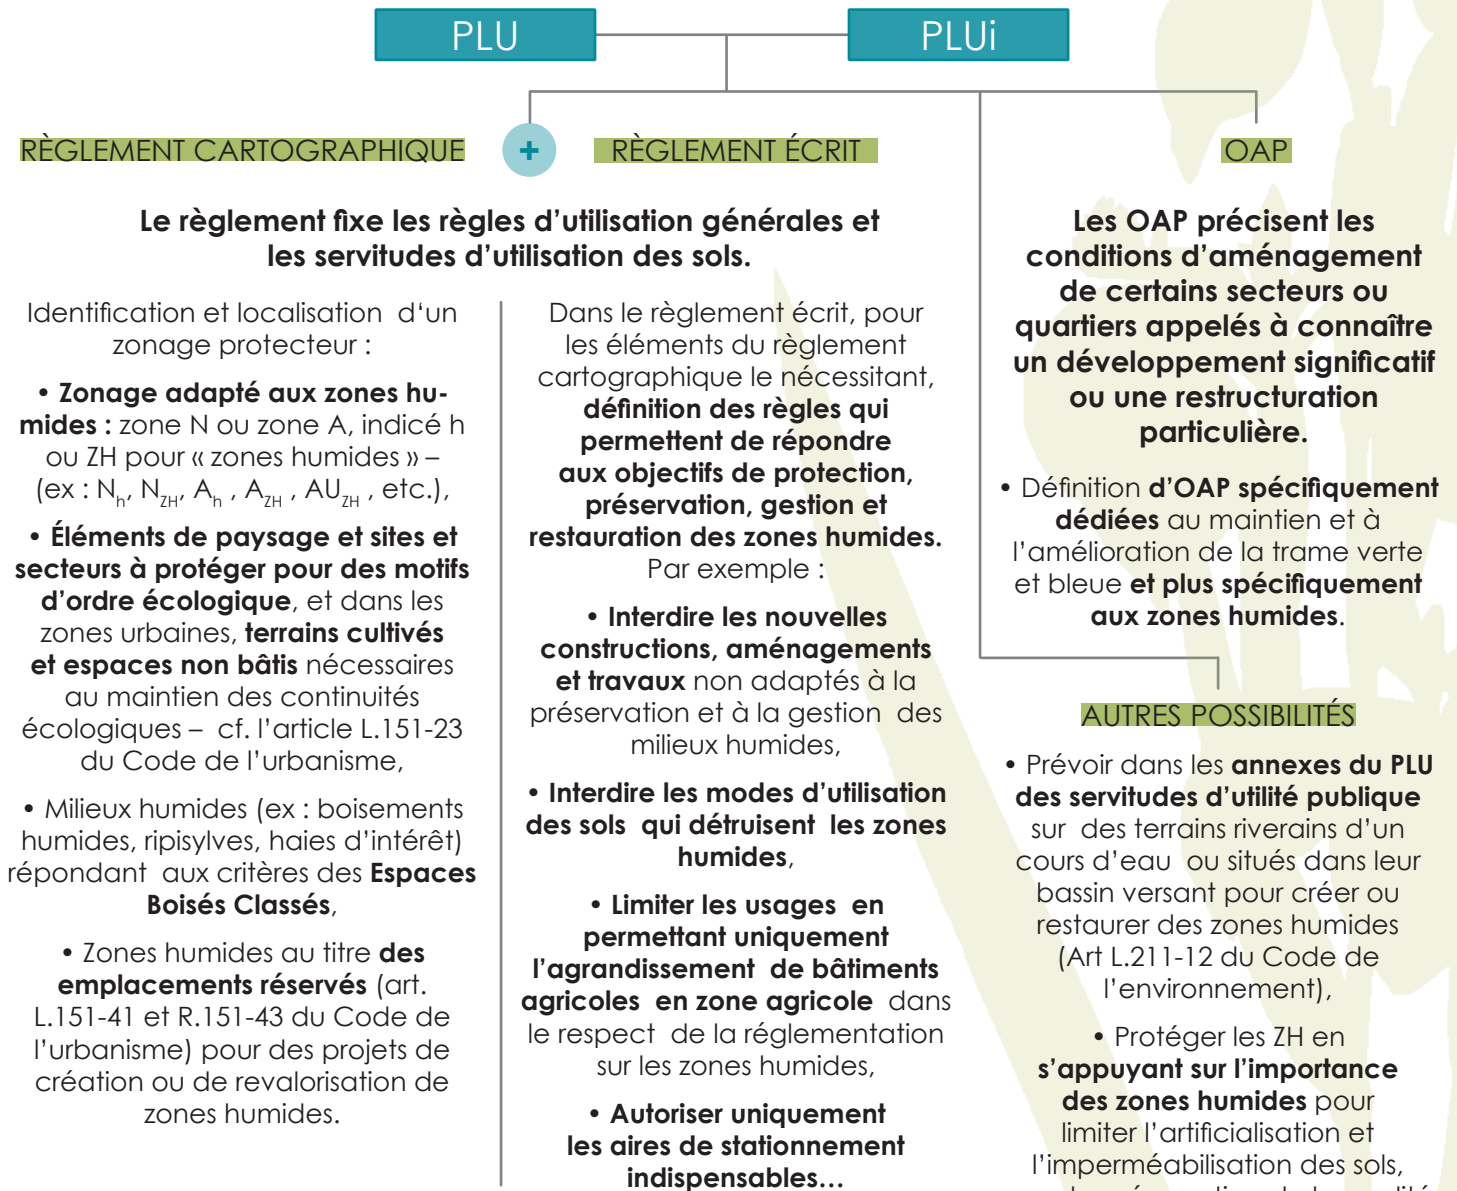 PLU
PLUi
RÈGLEMENT CARTOGRAPHIQUE
+
RÈGLEMENT ÉCRIT
Le règlement fixe les règles d’utilisation générales et
les servitudes d’utilisation des sols.
Identification et localisation d‘un
zonage protecteur :
• Zonage adapté aux zones hu-
mides : zone N ou zone A, indicé h
ou ZH pour « zones humides » –
(ex : Nh, NZH, Ah , AZH , AUZH , etc.),
• Éléments de paysage et sites et
secteurs à protéger pour des motifs
d’ordre écologique, et dans les
zones urbaines, terrains cultivés
et espaces non bâtis nécessaires
au maintien des continuités
écologiques – cf. l’article L.151-23
du Code de l’urbanisme,
• Milieux humides (ex : boisements
humides, ripisylves, haies d’intérêt)
répondant aux critères des Espaces
Boisés Classés,
• Zones humides au titre des
emplacements réservés (art.
L.151-41 et R.151-43 du Code de
l’urbanisme) pour des projets de
création ou de revalorisation de
zones humides.
Dans le règlement écrit, pour
les éléments du règlement
cartographique le nécessitant,
définition des règles qui
permettent de répondre
aux objectifs de protection,
préservation, gestion et
restauration des zones humides.
Par exemple :
• Interdire les nouvelles
constructions, aménagements
et travaux non adaptés à la
préservation et à la gestion des
milieux humides,
• Interdire les modes d’utilisation
des sols qui détruisent les zones
humides,
• Limiter les usages en
permettant uniquement
l’agrandissement de bâtiments
agricoles en zone agricole dans
le respect de la réglementation
sur les zones humides,
• Autoriser uniquement
les aires de stationnement
indispensables…
OAP
Les OAP précisent les
conditions d’aménagement
de certains secteurs ou
quartiers appelés à connaître
un développement significatif
ou une restructuration
particulière.
• Définition d’OAP spécifiquement
dédiées au maintien et à
l’amélioration de la trame verte
et bleue et plus spécifiquement
aux zones humides.
AUTRES POSSIBILITÉS
• Prévoir dans les annexes du PLU
des servitudes d’utilité publique
sur des terrains riverains d’un
cours d’eau ou situés dans leur
bassin versant pour créer ou
restaurer des zones humides
(Art L.211-12 du Code de
l’environnement),
• Protéger les ZH en
s’appuyant sur l’importance
des zones humides pour
limiter l’artificialisation et
l’imperméabilisation des sols,